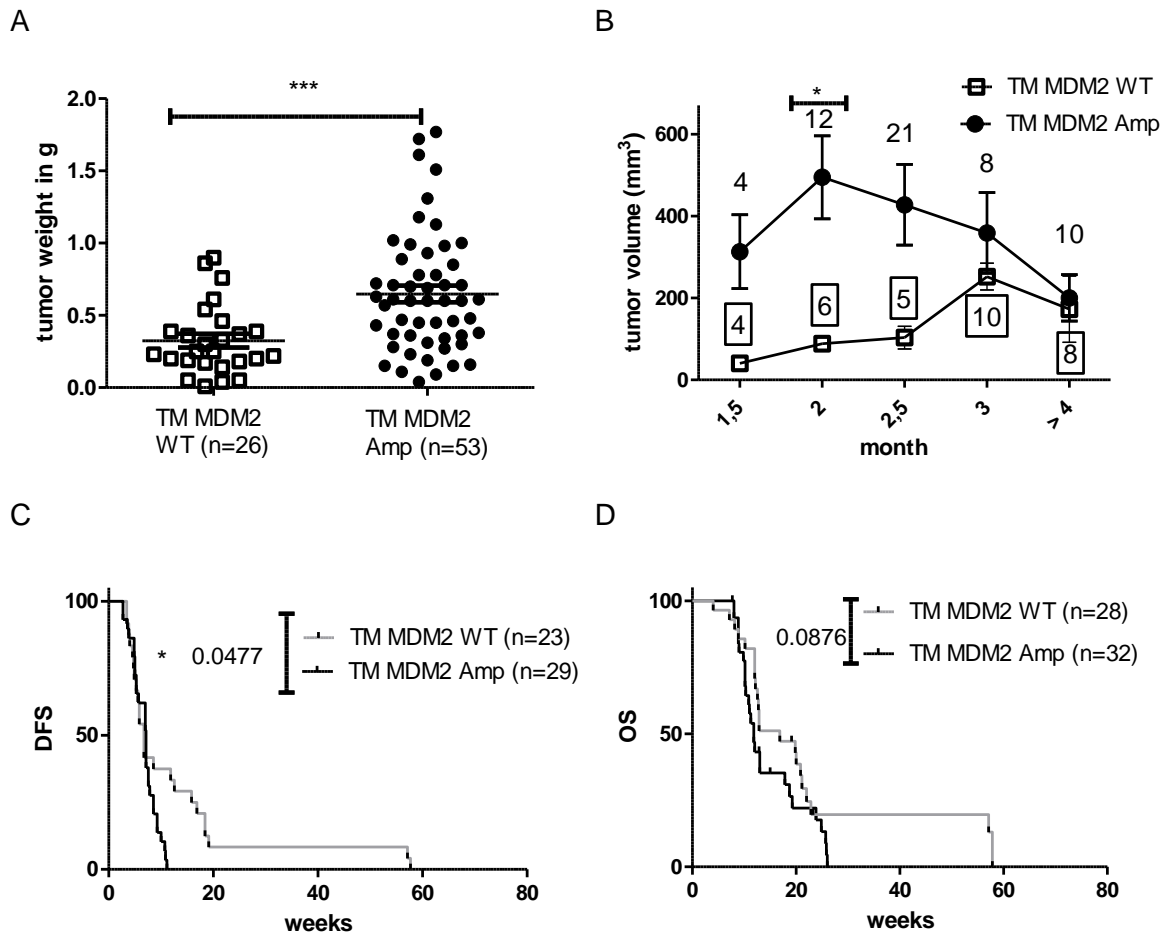 A
***
tumor weight in g
2.0
1.5
1.0
0.5
0.0
TM MDM2
WT (n=26)
TM MDM2
Amp (n=53)
B
TM MDM2 WT
TM MDM2 Amp
*
tumor volume (mm³)
600
400
200
0
4
12
21
8
10
4
6
5
10
8
1,5
2
2,5
3
> 4
month
C
DFS
100
50
0
* 0.0477
TM MDM2 WT (n=23)
TM MDM2 Amp (n=29)
0 20 40 60 80
weeks
D
OS
100
50
0
0.0876
TM MDM2 WT (n=28)
TM MDM2 Amp (n=32)
0 20 40 60 80
weeks